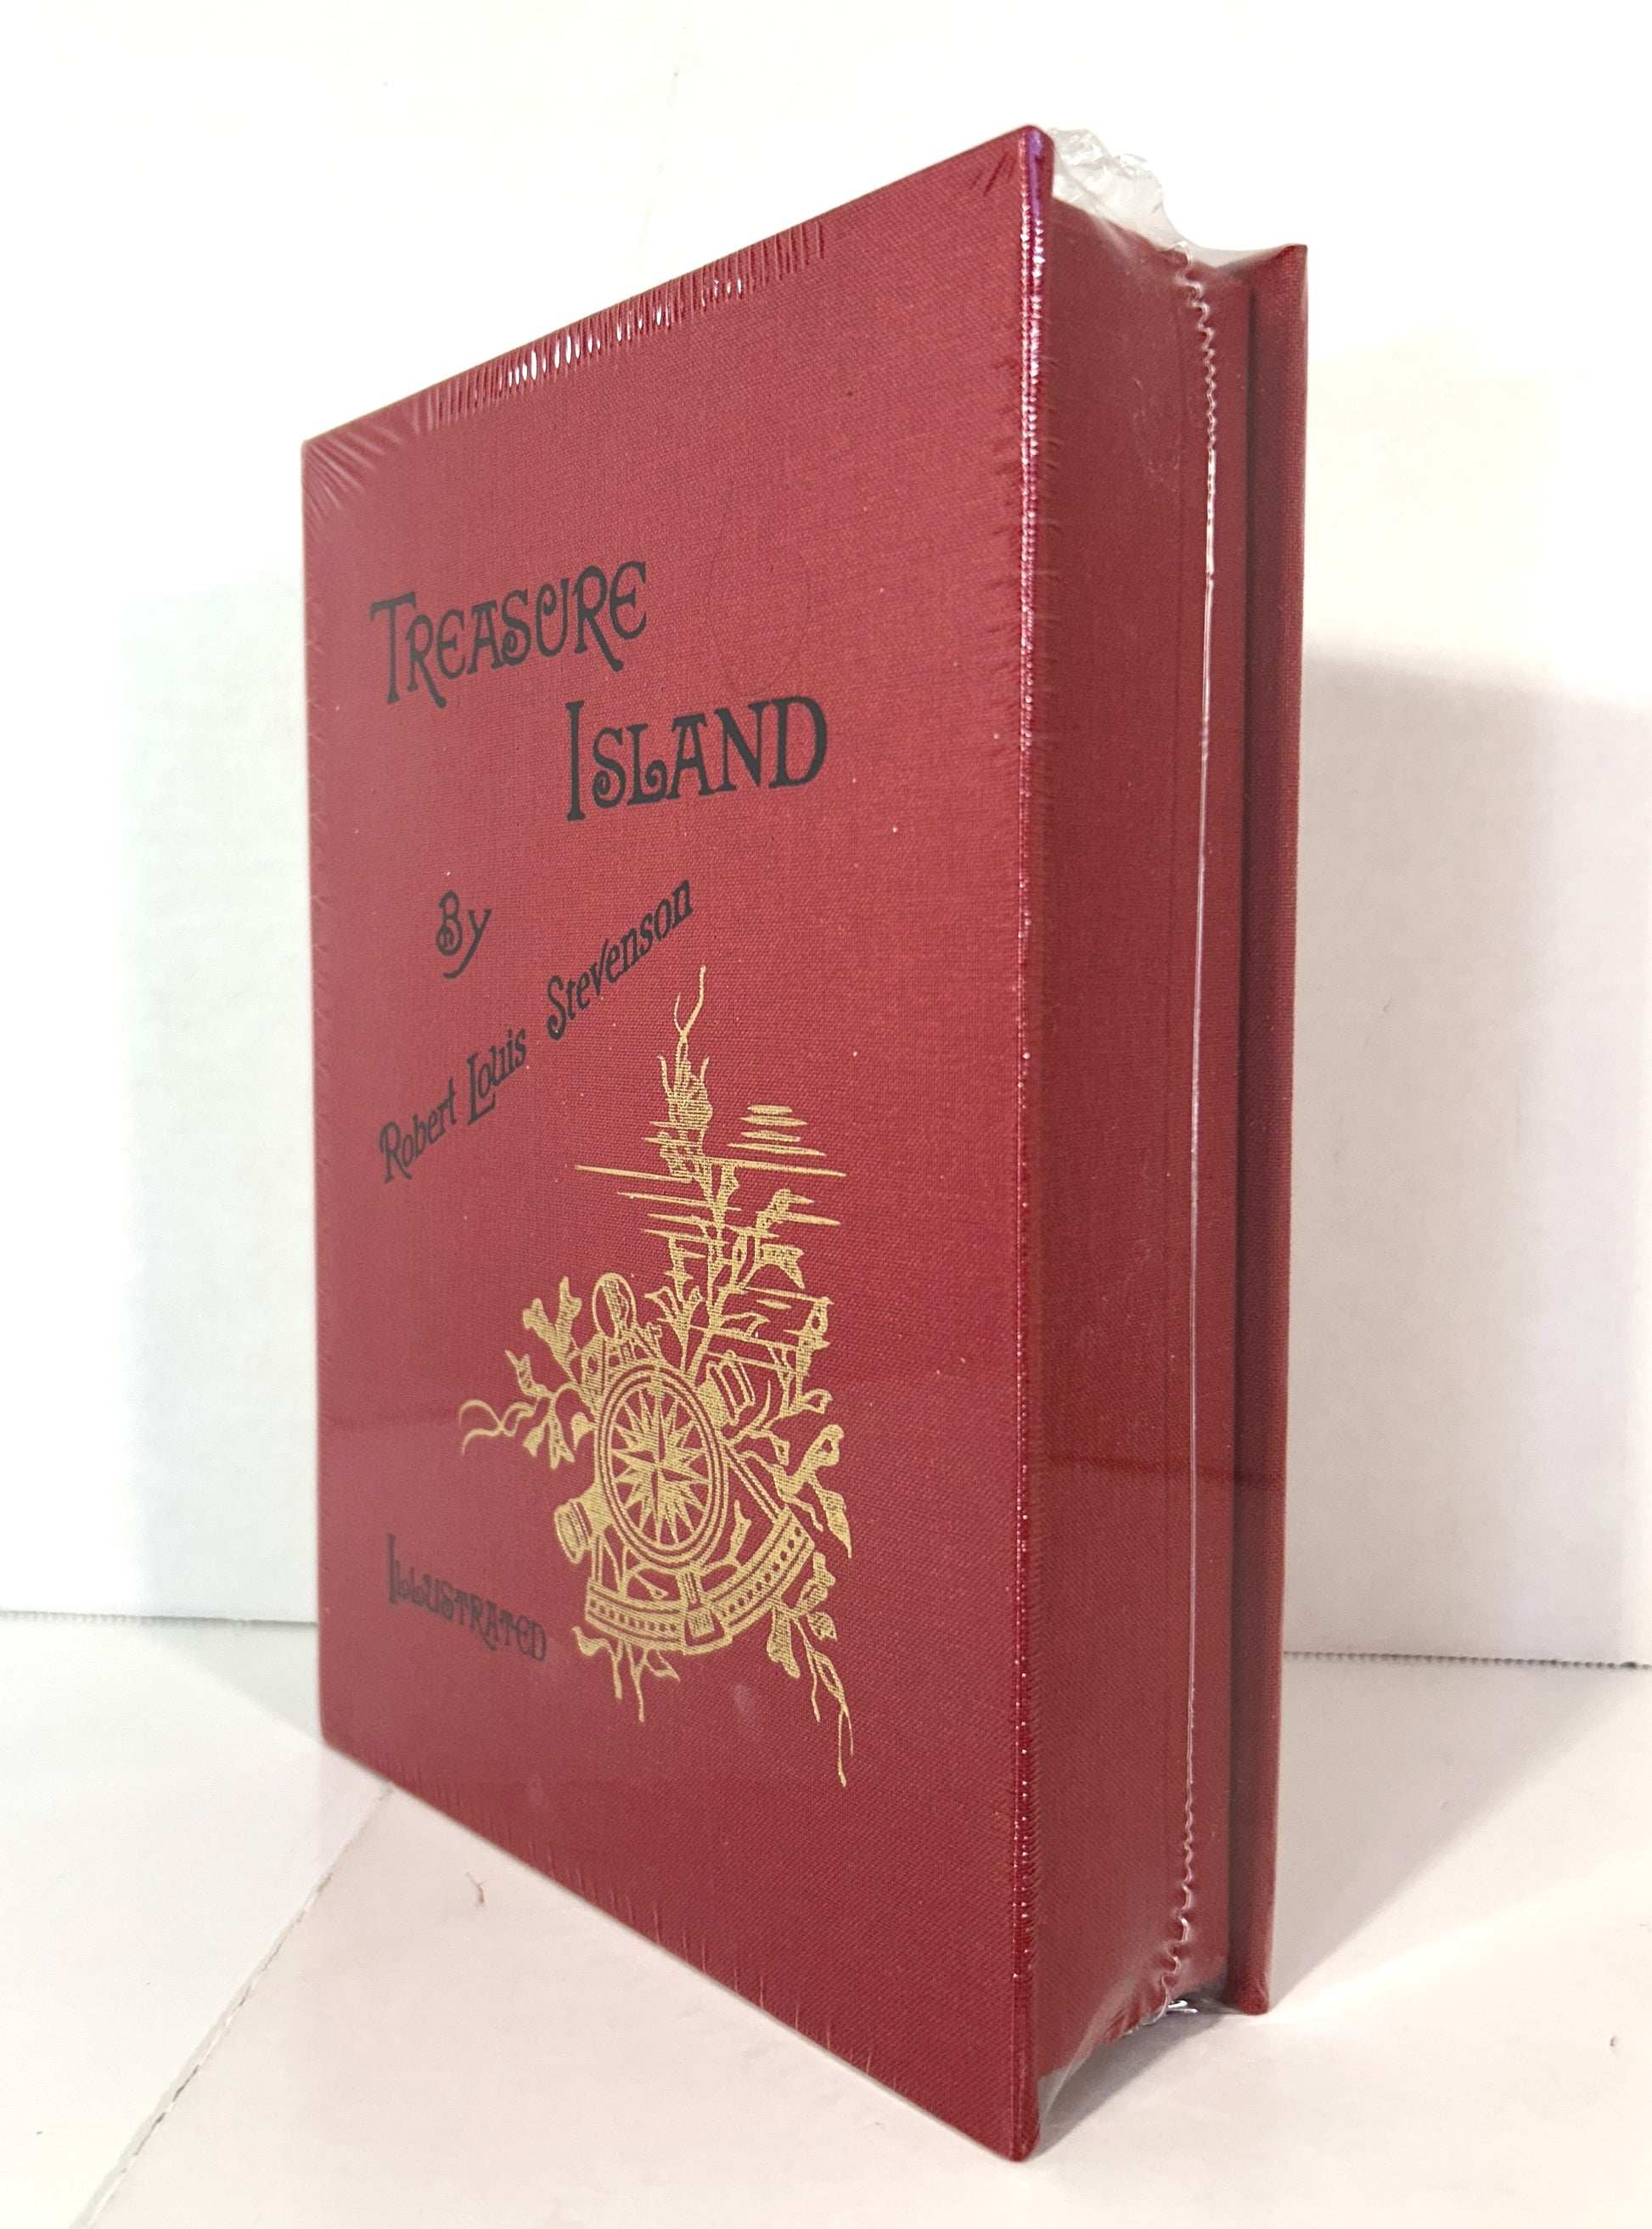 TREASURE
ISLAND
By
Robert Louis Stevenson
ILLUSTRATED